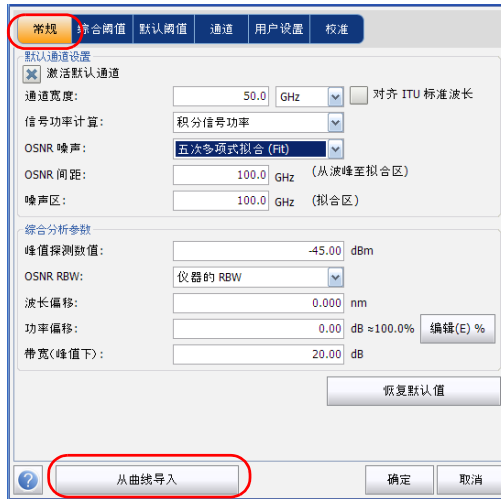 常规 综合阈值 默认阈值 通道 用户设置 校准
默认通道设置
激活默认通道
通道宽度: 50.0 GHz 对齐 ITU 标准波长
信号功率计算: 积分信号功率
OSNR 噪声: 五次多项式拟合 (Fit)
OSNR 间距: 100.0 GHz (从波峰至拟合区)
噪声区: 100.0 GHz (拟合区)
综合分析参数
峰值探测数值: -45.00 dBm
OSNR RBW: 仪器的 RBW
波长偏移: 0.000 nm
功率偏移: 0.00 dB ≈100.0% 编辑(E) %
带宽(峰值下): 20.00 dB
恢复默认值
? 从曲线导入 确定 取消